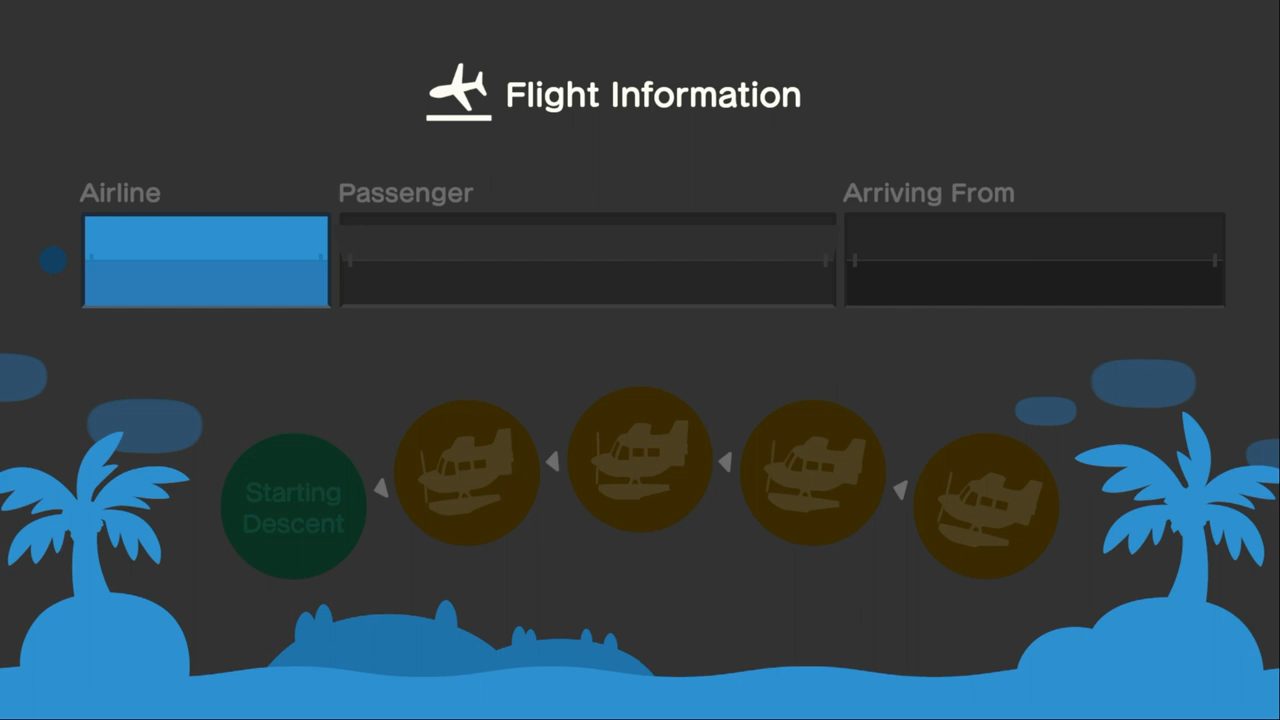 Flight Information
Airline
Passenger
Arriving From
Starting
Descent